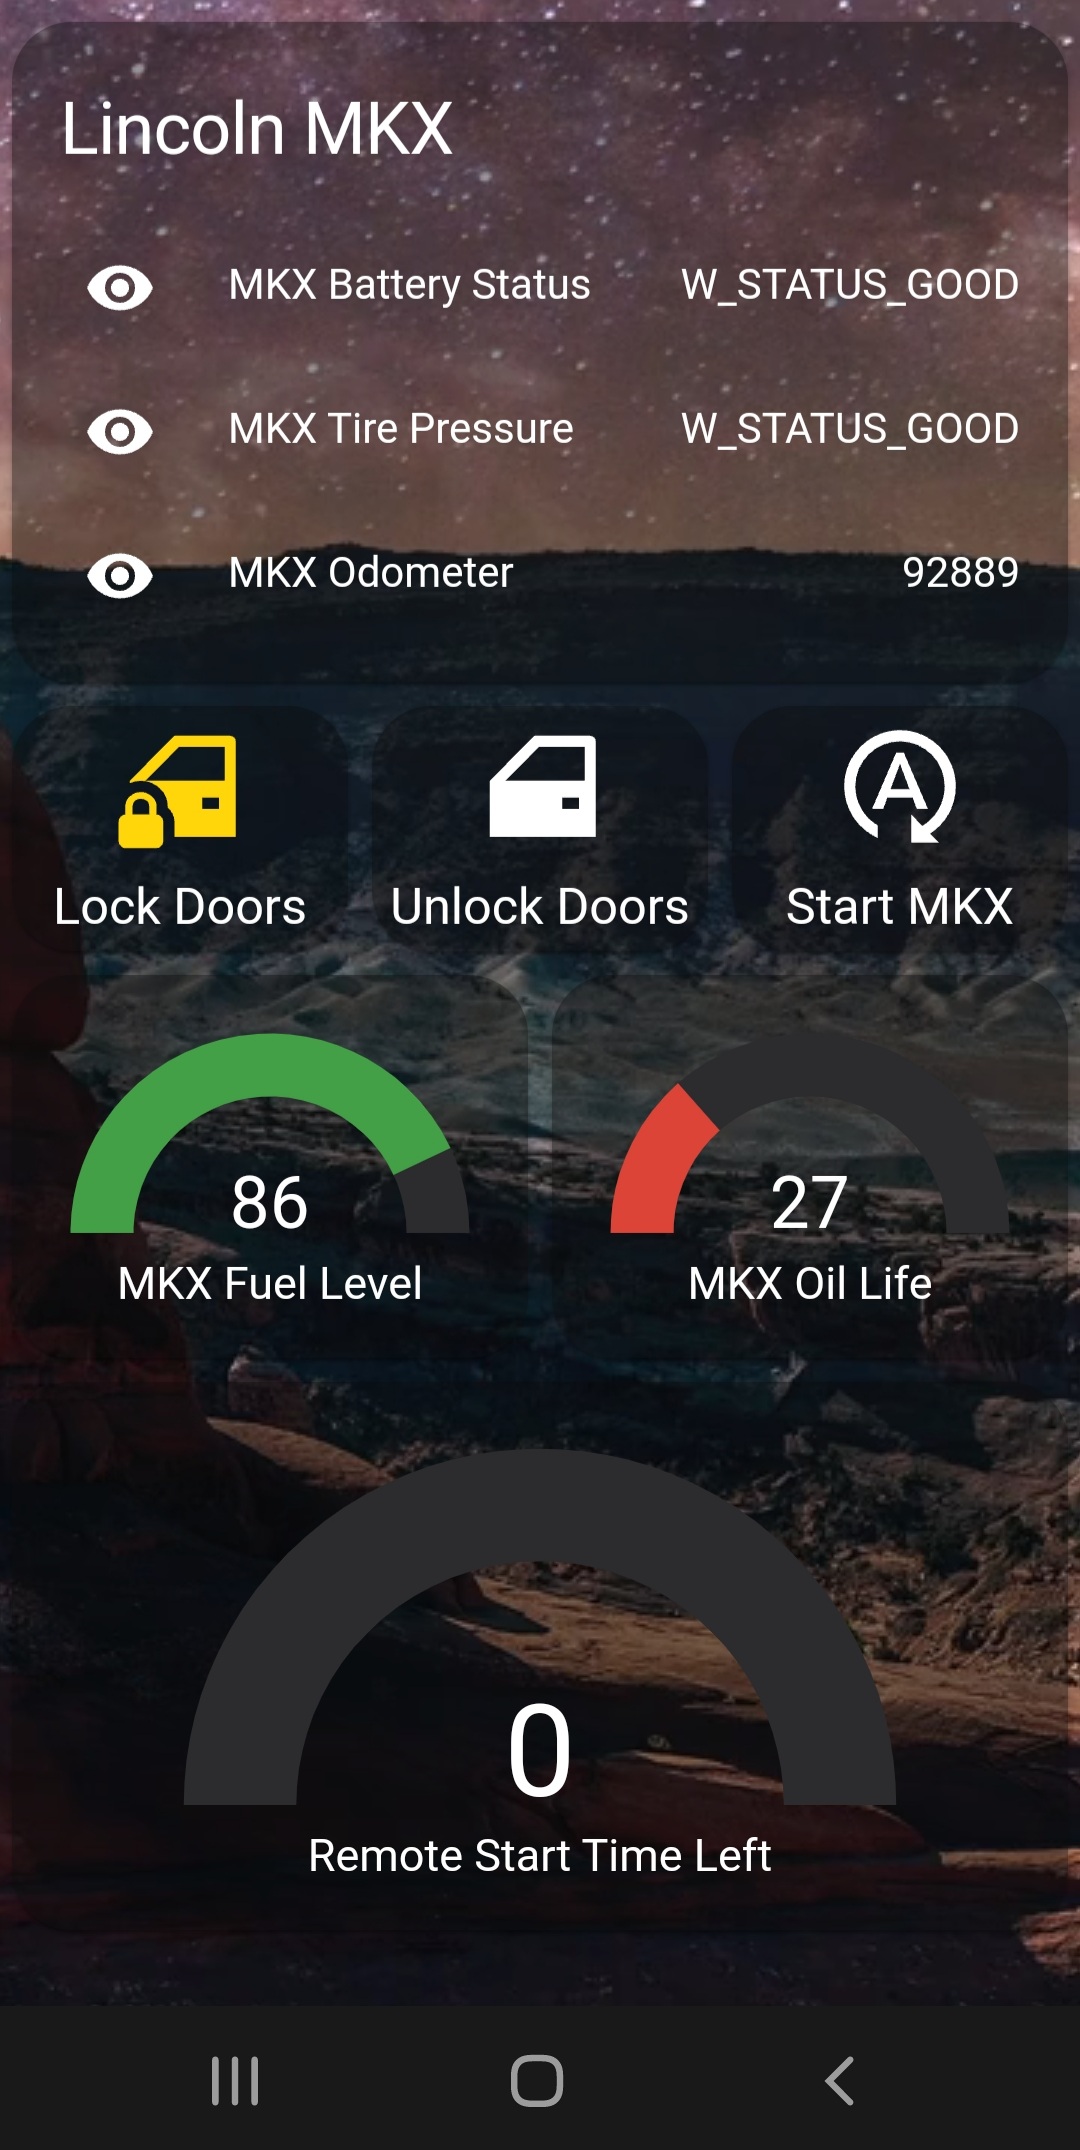 Lincoln MKX
MKX Battery Status W_STATUS_GOOD
MKX Tire Pressure W_STATUS_GOOD
MKX Odometer 92889
Lock Doors Unlock Doors Start MKX
86 27
MKX Fuel Level MKX Oil Life
0
Remote Start Time Left